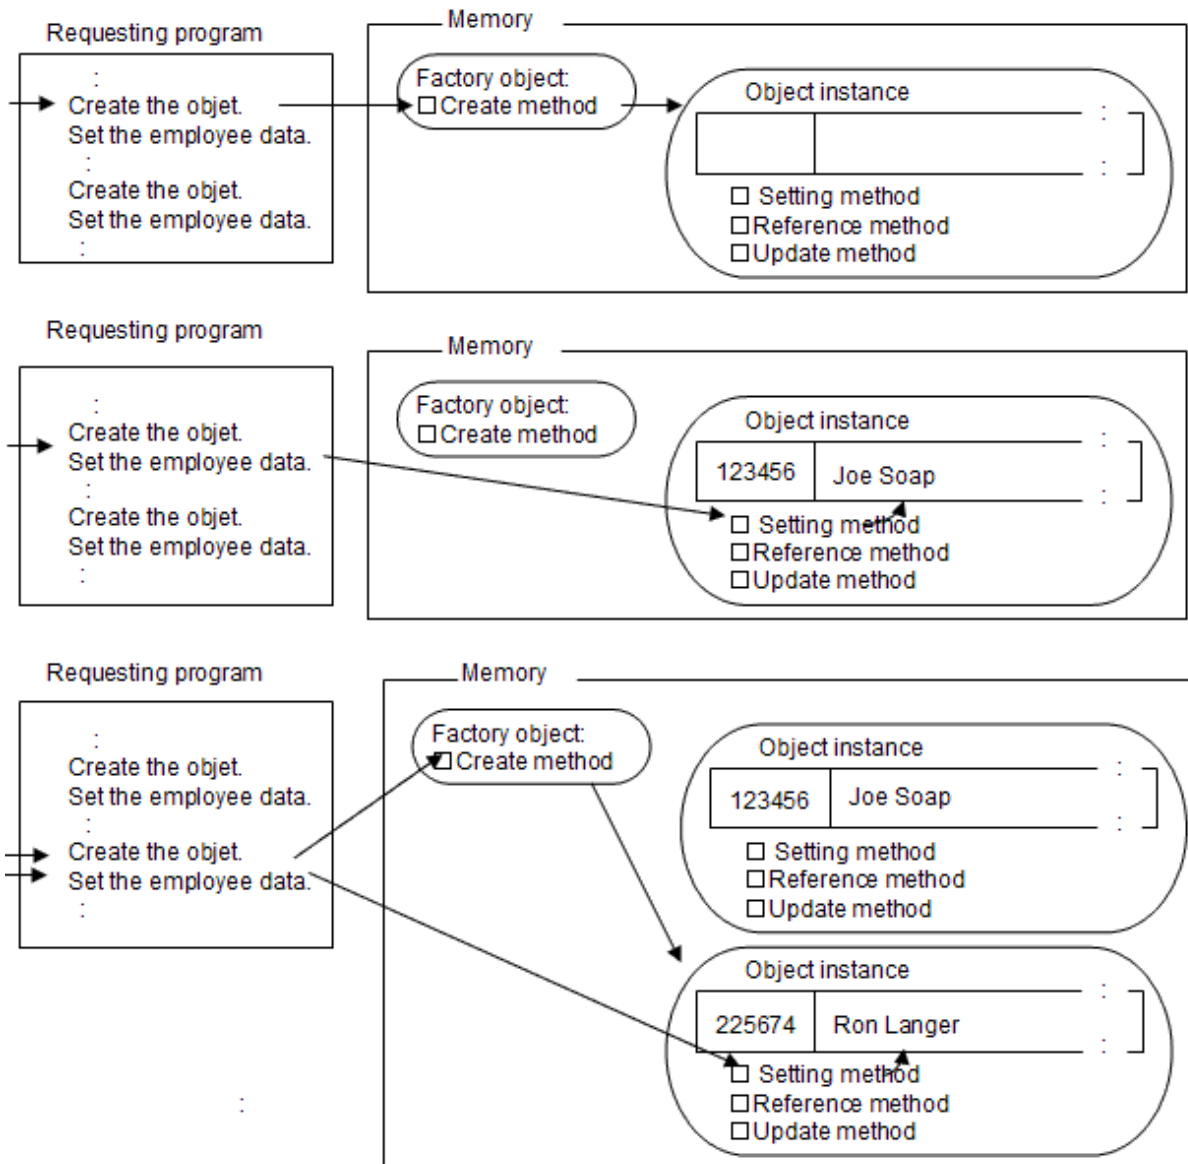 Requesting program
Memory
:
Create the objet.
Set the employee data.
:
Create the objet.
Set the employee data.
:
Factory object:
Create method
Object instance
:
:
Setting method
Reference method
Update method
Requesting program
Memory
:
Create the objet.
Set the employee data.
:
Create the objet.
Set the employee data.
:
Factory object:
Create method
Object instance
:
123456 Joe Soap
:
Setting method
Reference method
Update method
Requesting program
Memory
:
Create the objet.
Set the employee data.
:
Create the objet.
Set the employee data.
:
Factory object:
Create method
Object instance
:
123456 Joe Soap
:
Setting method
Reference method
Update method
Object instance
:
225674 Ron Langer
:
Setting method
Reference method
Update method
: